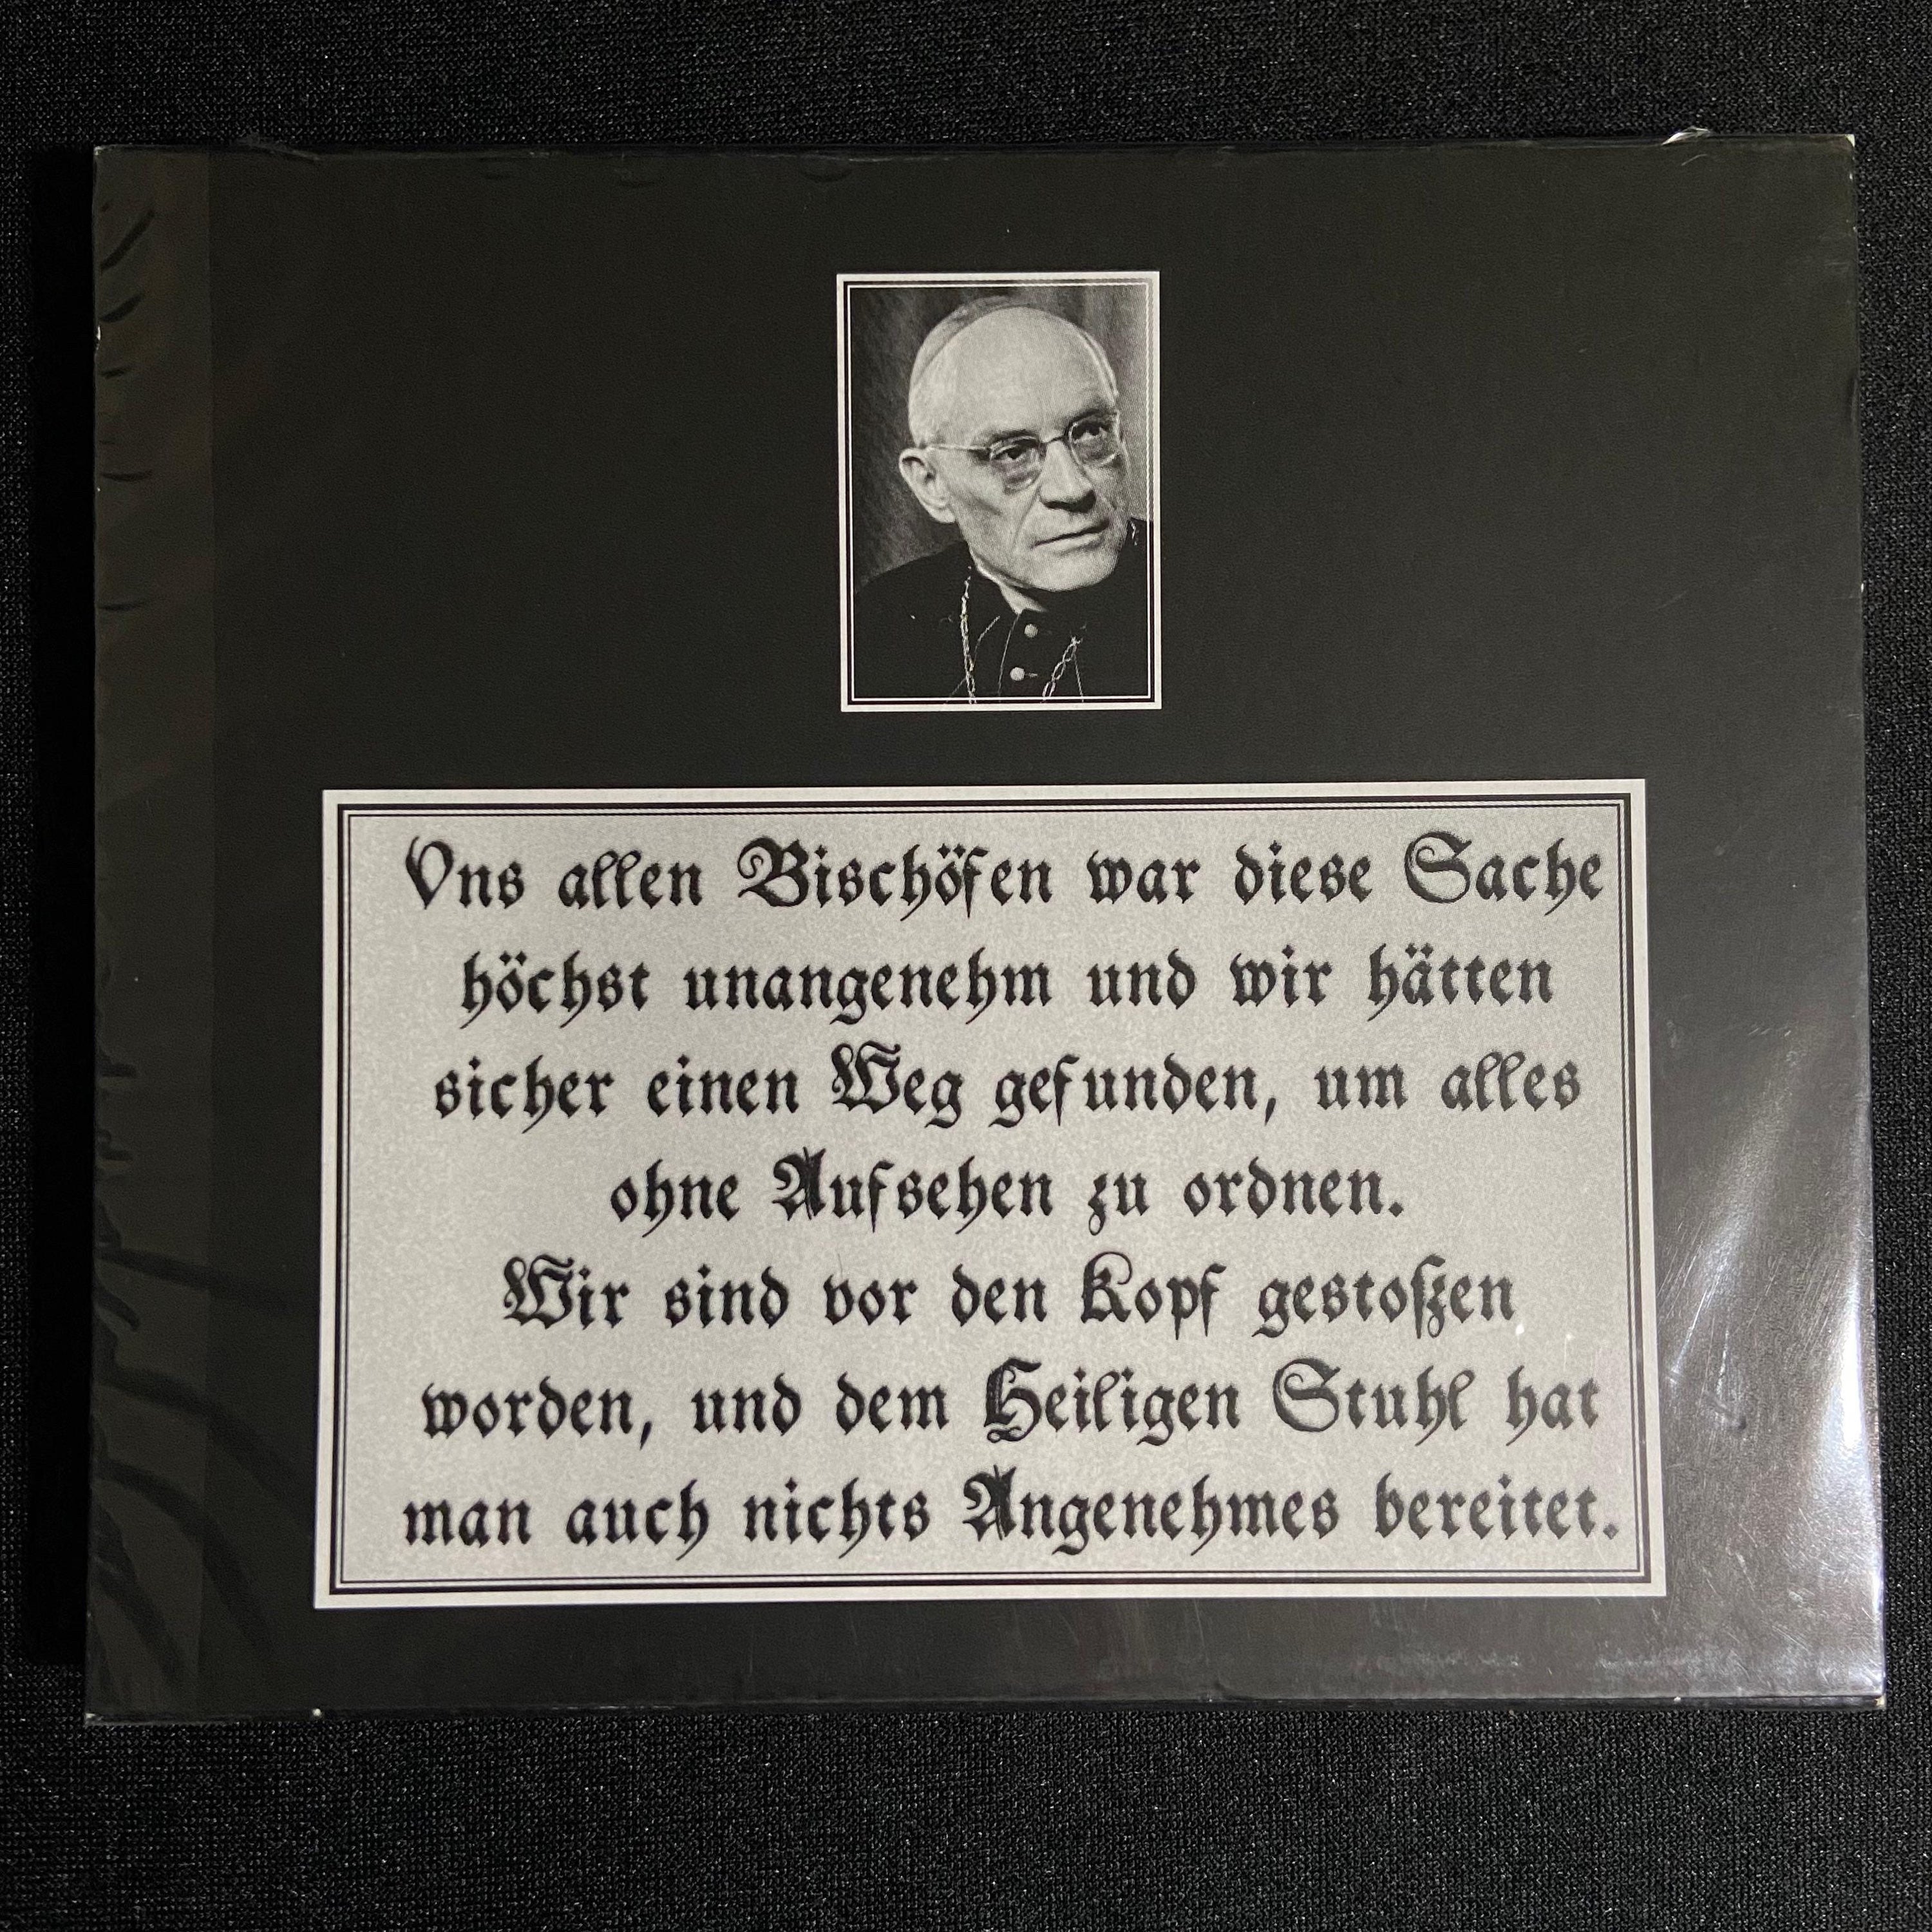 Uns allen Bischöfen war diese Sache
höchst unangenehm und wir hätten
sicher einen Weg gefunden, um alles
ohne Aufsehen zu ordnen.
Wir sind vor den Kopf gestoßen
worden, und dem Heiligen Stuhl hat
man auch nichts Angenehmes bereitet.